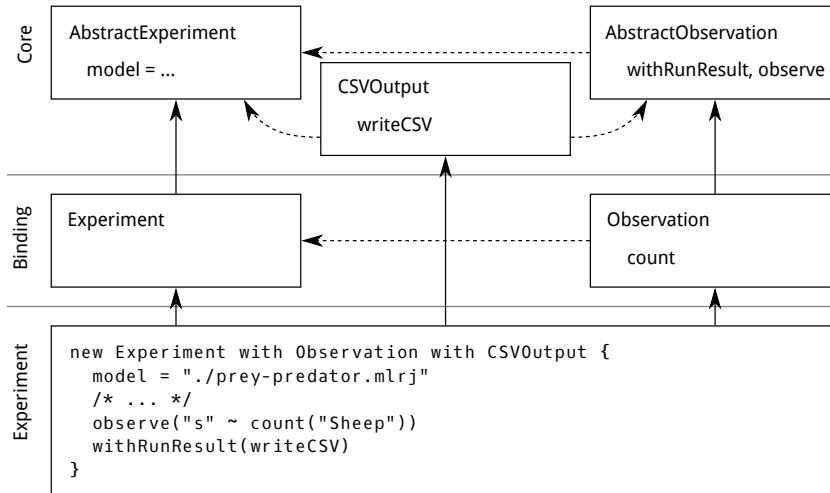 Core
AbstractExperiment
model = ...
CSVOutput
writeCSV
AbstractObservation
withRunResult, observe
Binding
Experiment
Observation
count
Experiment
new Experiment with Observation with CSVOutput {
  model = "./prey-predator.mlrj"
  /* ... */
  observe("s" ~ count("Sheep"))
  withRunResult(writeCSV)
}